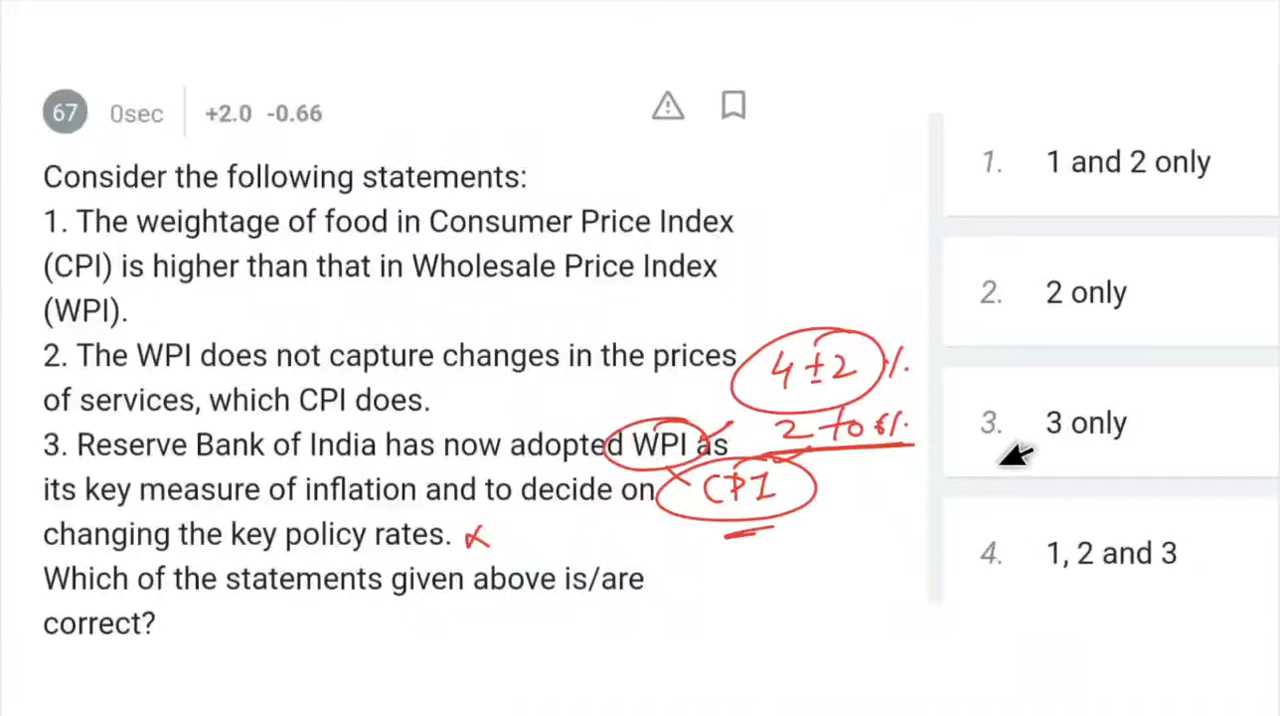 67 0sec +2.0 -0.66
Consider the following statements:
1. The weightage of food in Consumer Price Index
(CPI) is higher than that in Wholesale Price Index
(WPI).
2. The WPI does not capture changes in the prices
of services, which CPI does.
3. Reserve Bank of India has now adopted WPI as
its key measure of inflation and to decide on
changing the key policy rates.
Which of the statements given above is/are
correct?
4 ± 2 %.
2 to 6%.
CPI
1. 1 and 2 only
2. 2 only
3. 3 only
4. 1, 2 and 3